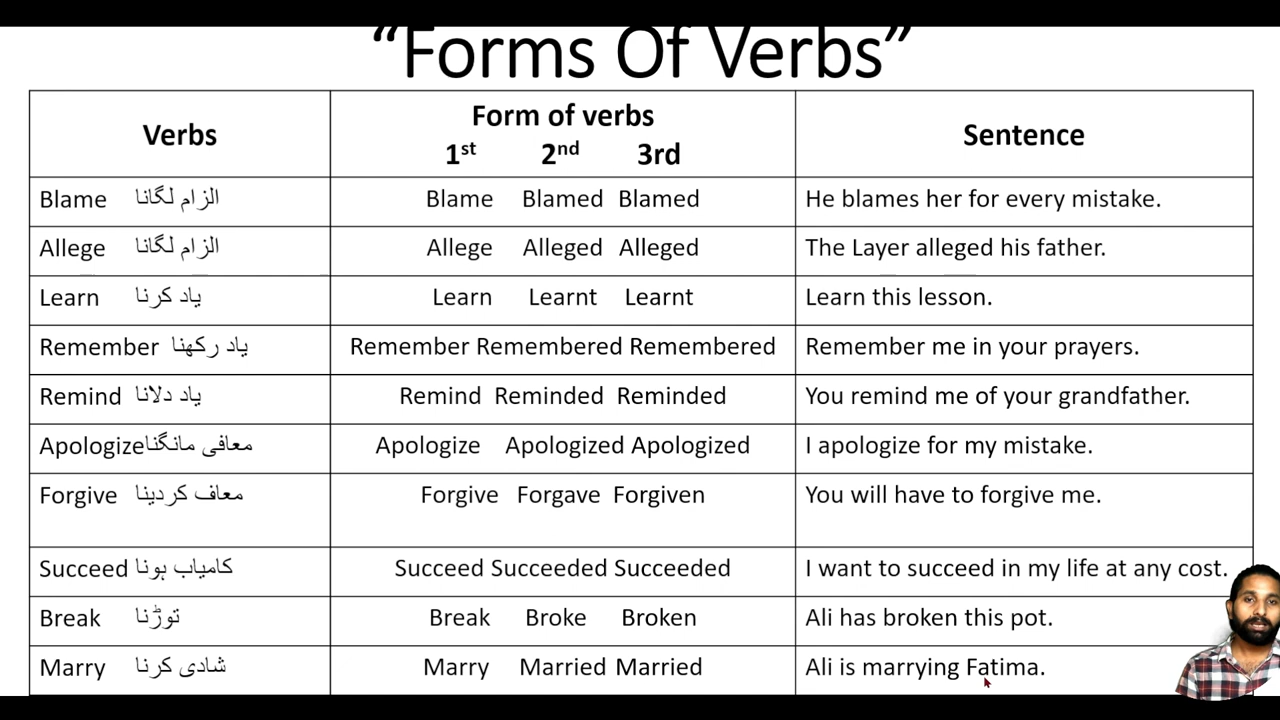 “Forms Of Verbs”
Verbs
Form of verbs
1st 2nd 3rd
Sentence
Blame الزام لگانا Blame Blamed Blamed He blames her for every mistake.
Allege الزام لگانا Allege Alleged Alleged The Layer alleged his father.
Learn یاد کرنا Learn Learnt Learnt Learn this lesson.
Remember یاد رکھنا Remember Remembered Remembered Remember me in your prayers.
Remind یاد دلانا Remind Reminded Reminded You remind me of your grandfather.
Apologize معافی مانگنا Apologize Apologized Apologized I apologize for my mistake.
Forgive معاف کردینا Forgive Forgave Forgiven You will have to forgive me.
Succeed کامیاب ہونا Succeed Succeeded Succeeded I want to succeed in my life at any cost.
Break توڑنا Break Broke Broken Ali has broken this pot.
Marry شادی کرنا Marry Married Married Ali is marrying Fatima.